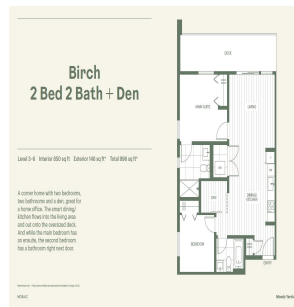 Birch
2 Bed 2 Bath + Den
Level 3-6 Interior 850 sq ft Exterior 146 sq ft* Total 996 sq ft*
A corner home with two bedrooms,
two bathrooms and a den, great for
a home office. The smart dining/
kitchen flows into the living area
and out onto the oversized deck.
And while the main bedroom has
an ensuite, the second bedroom
has a bathroom right next door.
DECK
MAIN SUITE
LIVING
DEN
DINING/
KITCHEN
BEDROOM
ENTRY
MOSAIC